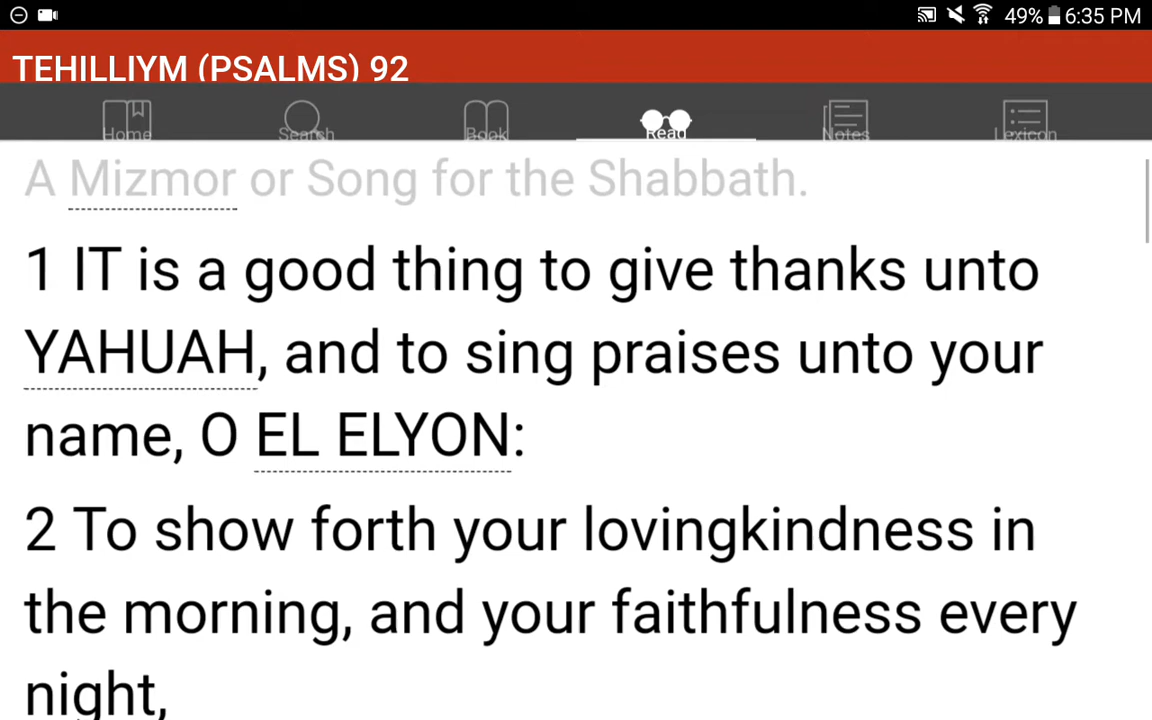 49% 6:35 PM
TEHILLIYM (PSALMS) 92
Home Search Book Read Notes Lexicon
A Mizmor or Song for the Shabbath.
1 IT is a good thing to give thanks unto
YAHUAH, and to sing praises unto your
name, O EL ELYON:
2 To show forth your lovingkindness in
the morning, and your faithfulness every
night,